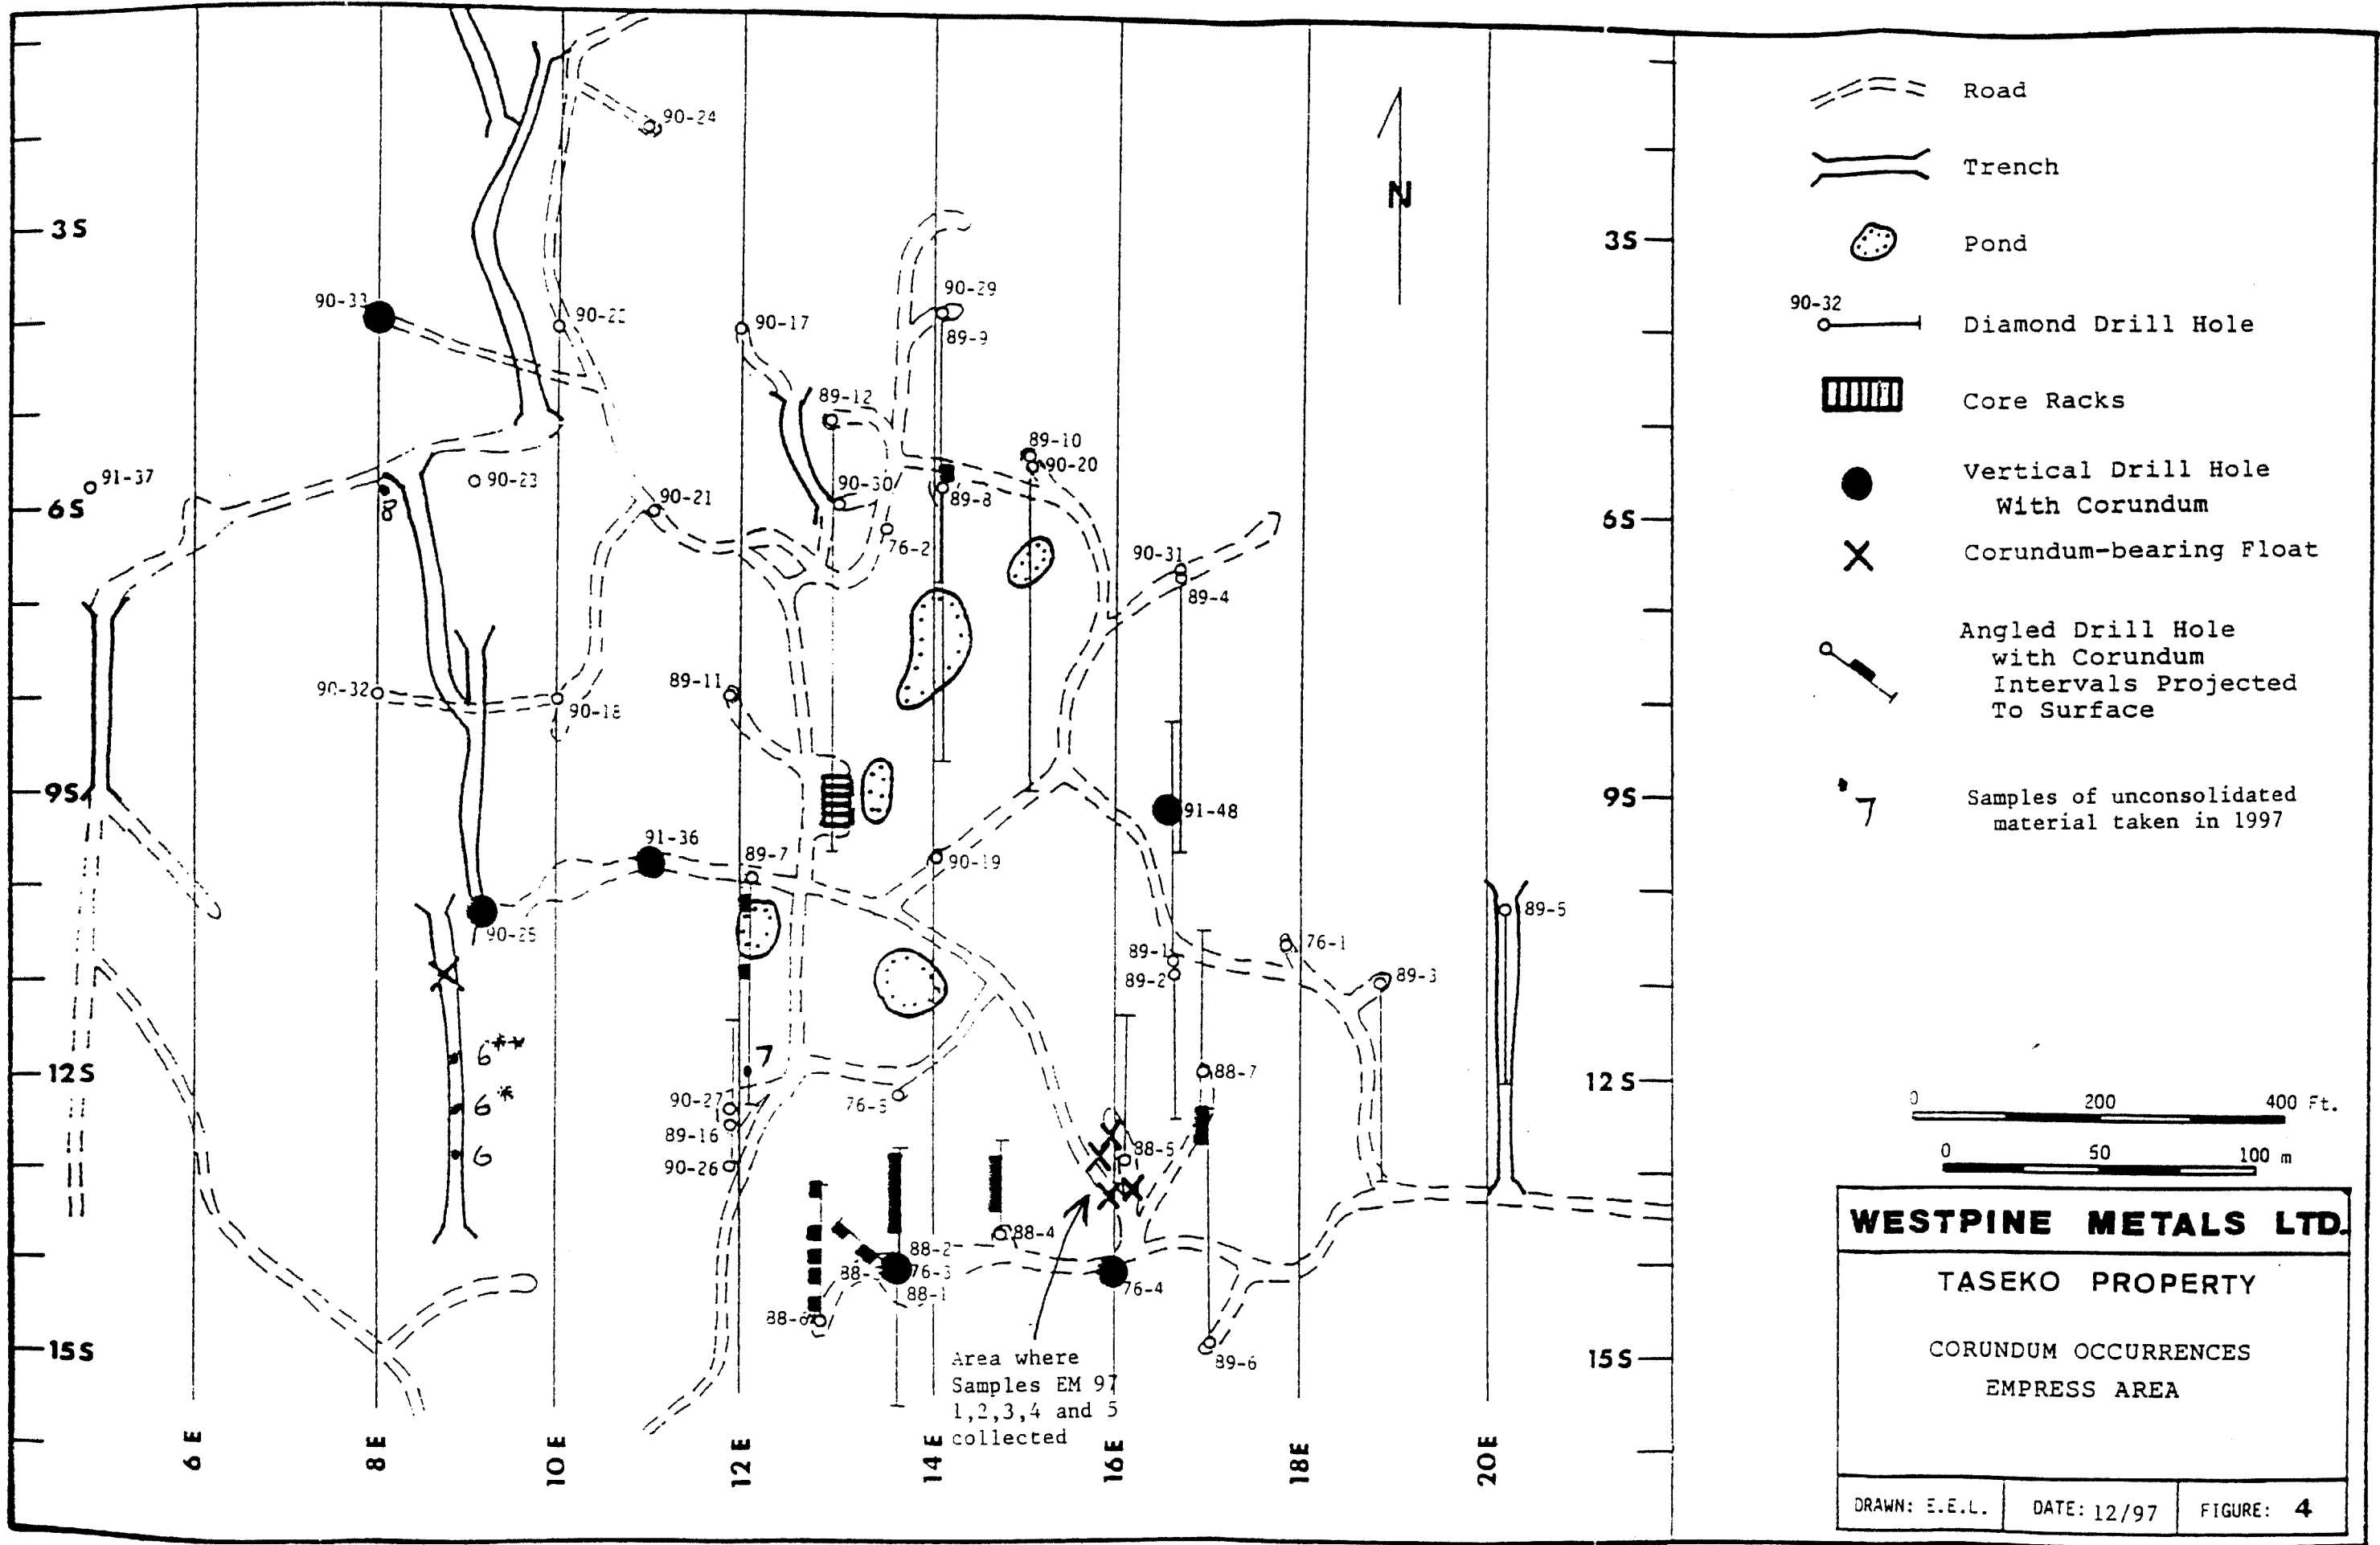 90-24
3S
90-33
90-22
90-17
90-29
89-9
89-12
89-10
90-20
91-37
90-23
90-21
90-30
89-8
76-2
6S
8
90-31
89-4
90-32
90-18
89-11
9S
91-48
91-36
89-7
90-19
90-25
89-5
89-1
89-2
76-1
89-3
6**
7
12S
6*
6
90-27
89-16
90-26
76-5
88-7
88-5
88-2
88-4
76-3
88-1
76-4
89-6
15S
Area where
Samples EM 97
1,2,3,4 and 5
collected
6E
8E
10E
12E
14E
16E
18E
20E
N
3S
6S
9S
12S
15S
Road
Trench
Pond
90-32
Diamond Drill Hole
Core Racks
Vertical Drill Hole
With Corundum
Corundum-bearing Float
Angled Drill Hole
with Corundum
Intervals Projected
To Surface
7
Samples of unconsolidated
material taken in 1997
0 200 400 Ft.
0 50 100 m
WESTPINE METALS LTD.
TASEKO PROPERTY
CORUNDUM OCCURRENCES
EMPRESS AREA
DRAWN: E.E.L.
DATE: 12/97
FIGURE: 4